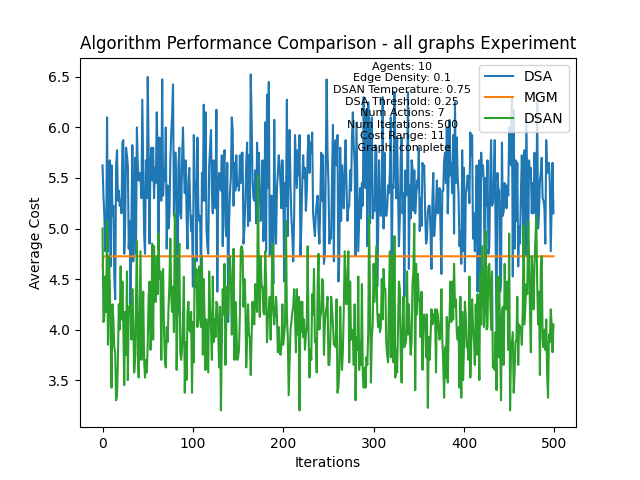 Algorithm Performance Comparison - all graphs Experiment
Agents: 10
Edge Density: 0.1
DSAN Temperature: 0.75
DSA Threshold: 0.25
Num Actions: 7
Num Iterations: 500
Cost Range: 11
Graph: complete
DSA
MGM
DSAN
Average Cost
6.5
6.0
5.5
5.0
4.5
4.0
3.5
0
100
200
300
400
500
Iterations